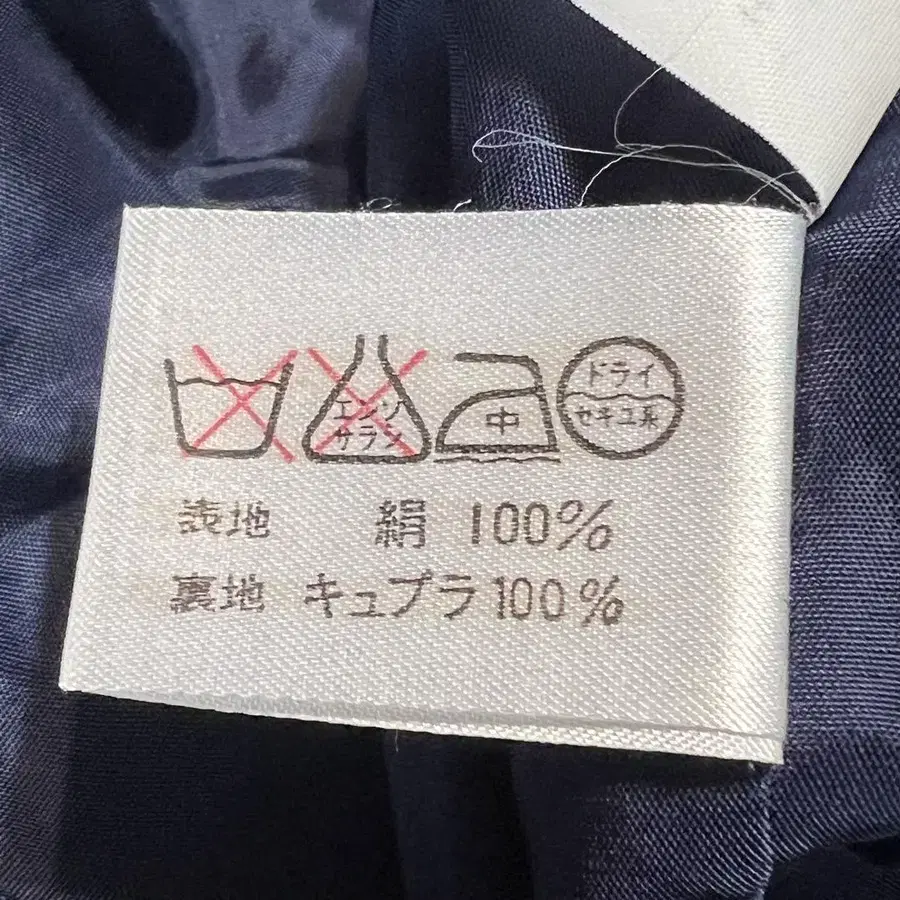 エンソ
サラシ
中
ドライ
セキユ系
表地 絹 100%
裏地 キュプラ 100%